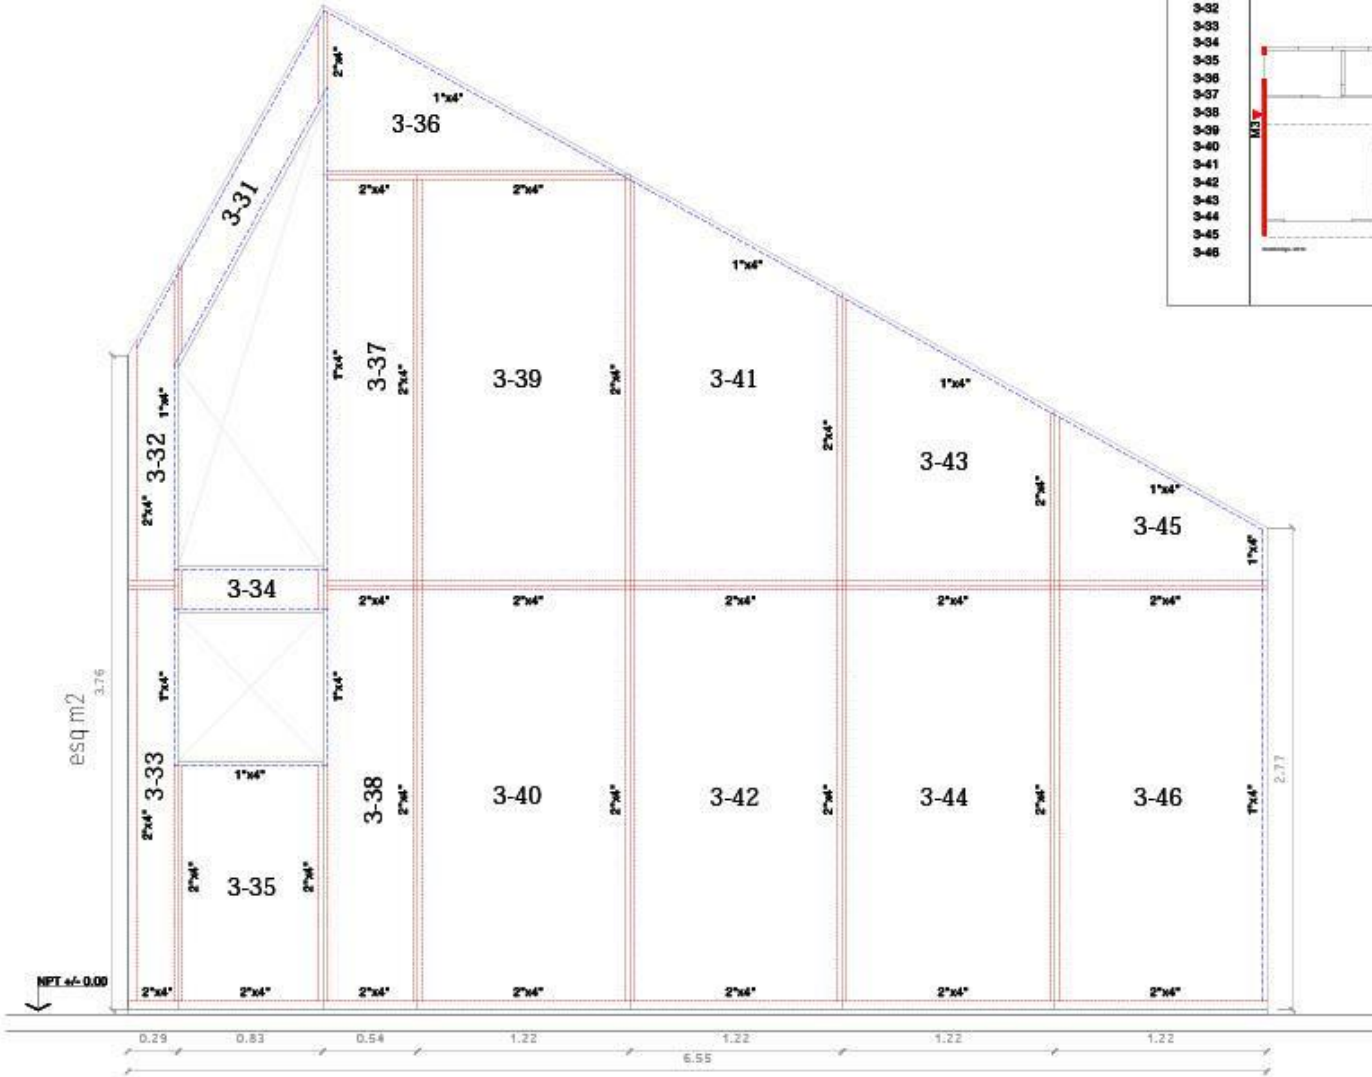 3-32
3-33
3-34
3-35
3-36
3-37
3-38
3-39
3-40
3-41
3-42
3-43
3-44
3-45
3-46
M3
2"x4"
1"x4"
3-36
2"x4"
2"x4"
3-31
1"x4"
1"x4"
3-37
2"x4"
3-39
2"x4"
3-41
1"x4"
1"x4"
3-32
2"x4"
2"x4"
3-43
2"x4"
1"x4"
3-45
1"x4"
3-34
2"x4"
2"x4"
2"x4"
2"x4"
2"x4"
3.76
esq m2
1"x4"
1"x4"
3-33
2"x4"
1"x4"
3-38
2"x4"
3-40
2"x4"
3-42
2"x4"
3-44
2"x4"
3-46
1"x4"
2.77
2"x4"
3-35
2"x4"
NPT +/- 0.00
2"x4"
2"x4"
2"x4"
2"x4"
2"x4"
2"x4"
2"x4"
0.29
0.83
0.54
1.22
1.22
1.22
1.22
6.55